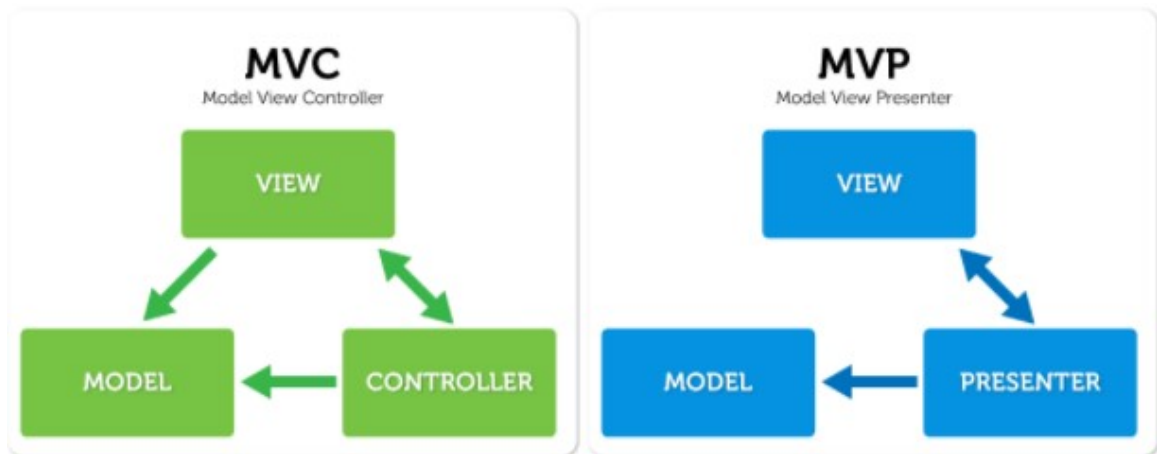 MVC
Model View Controller
VIEW
MODEL
CONTROLLER
MVP
Model View Presenter
VIEW
MODEL
PRESENTER